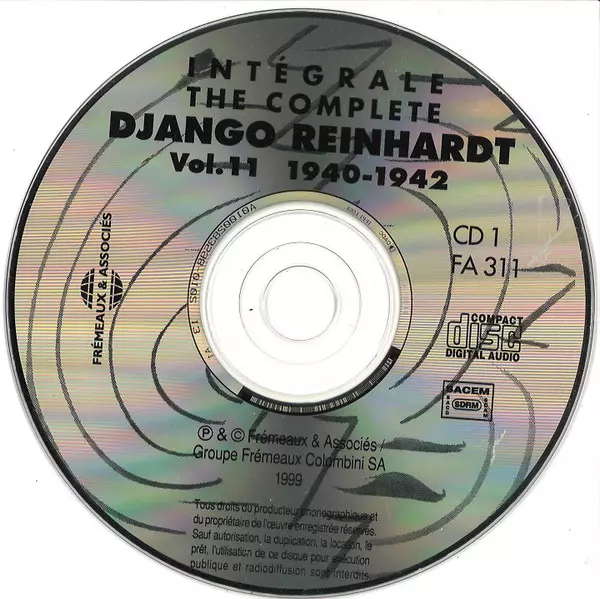 INTÉGRALE
THE COMPLETE
DJANGO REINHARDT
Vol.11 1940-1942
CD 1
FA 311
FRÉMEAUX & ASSOCIÉS
COMPACT
disc
DIGITAL AUDIO
SACEM
SACD
SDRM
SGAM
℗ & © Frémeaux & Associés /
Groupe Frémeaux Colombini SA
1999
Tous droits du producteur phonographique et
du propriétaire de l'œuvre enregistrée réservés.
Sauf autorisation, la duplication, la location, le
prêt, l'utilisation de ce disque pour exécution
publique et radiodiffusion sont interdits.